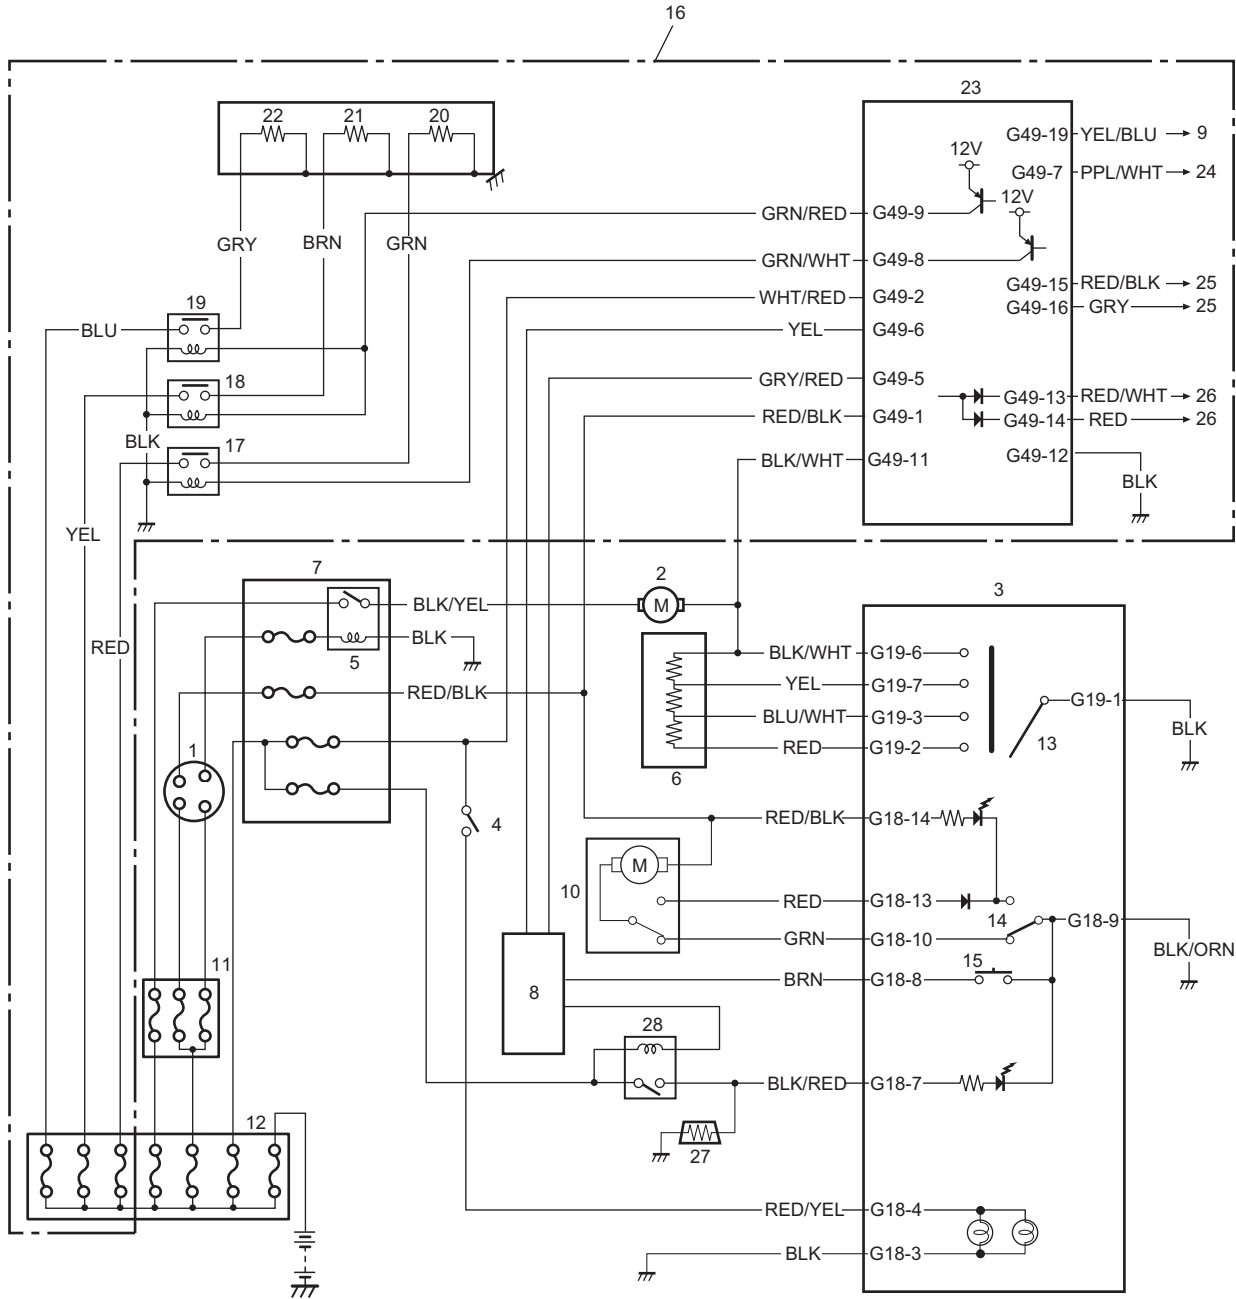 16
22 21 20
23
G49-19 YEL/BLU 9
12V
G49-7 PPL/WHT 24
12V
GRN/RED G49-9
GRY BRN GRN
GRN/WHT G49-8
G49-15 RED/BLK 25
WHT/RED G49-2
G49-16 GRY 25
19
BLU
YEL G49-6
18
GRY/RED G49-5
G49-13 RED/WHT 26
RED/BLK G49-1
G49-14 RED 26
BLK 17
BLK/WHT G49-11
G49-12
BLK
YEL
7
2
3
BLK/YEL
M
BLK
RED
5
BLK/WHT G19-6
YEL G19-7
RED/BLK
G19-1
BLU/WHT G19-3
BLK
13
1
RED G19-2
6
RED/BLK G18-14
4
M
10
RED G18-13
14
G18-9
GRN G18-10
BLK/ORN
15
11
BRN G18-8
8
28
BLK/RED G18-7
12
27
RED/YEL G18-4
BLK G18-3